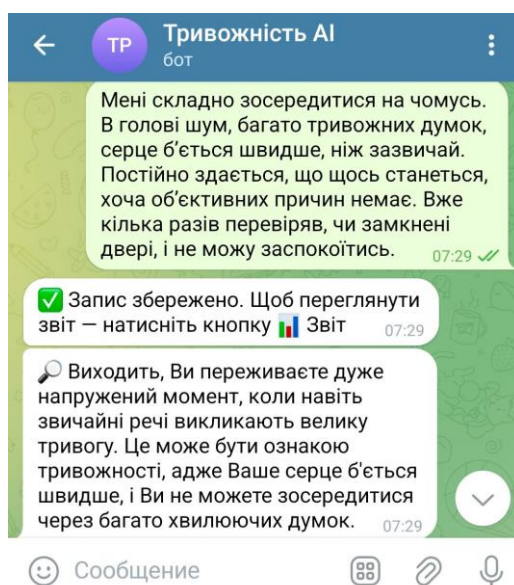 Тривожність AI
ТР
бот
Мені складно зосередитися на чомусь.
В голові шум, багато тривожних думок,
серце б’ється швидше, ніж зазвичай.
Постійно здається, що щось станеться,
хоча об’єктивних причин немає. Вже
кілька разів перевіряв, чи замкнені
двері, і не можу заспокоїтись. 07:29
✅ Запис збережено. Щоб переглянути
звіт — натисніть кнопку 📊 Звіт 07:29
🔎 Виходить, Ви переживаєте дуже
напружений момент, коли навіть
звичайні речі викликають велику
тривогу. Це може бути ознакою
тривожності, адже Ваше серце б'ється
швидше, і Ви не можете зосередитися
через багато хвилюючих думок. 07:29
Сообщение